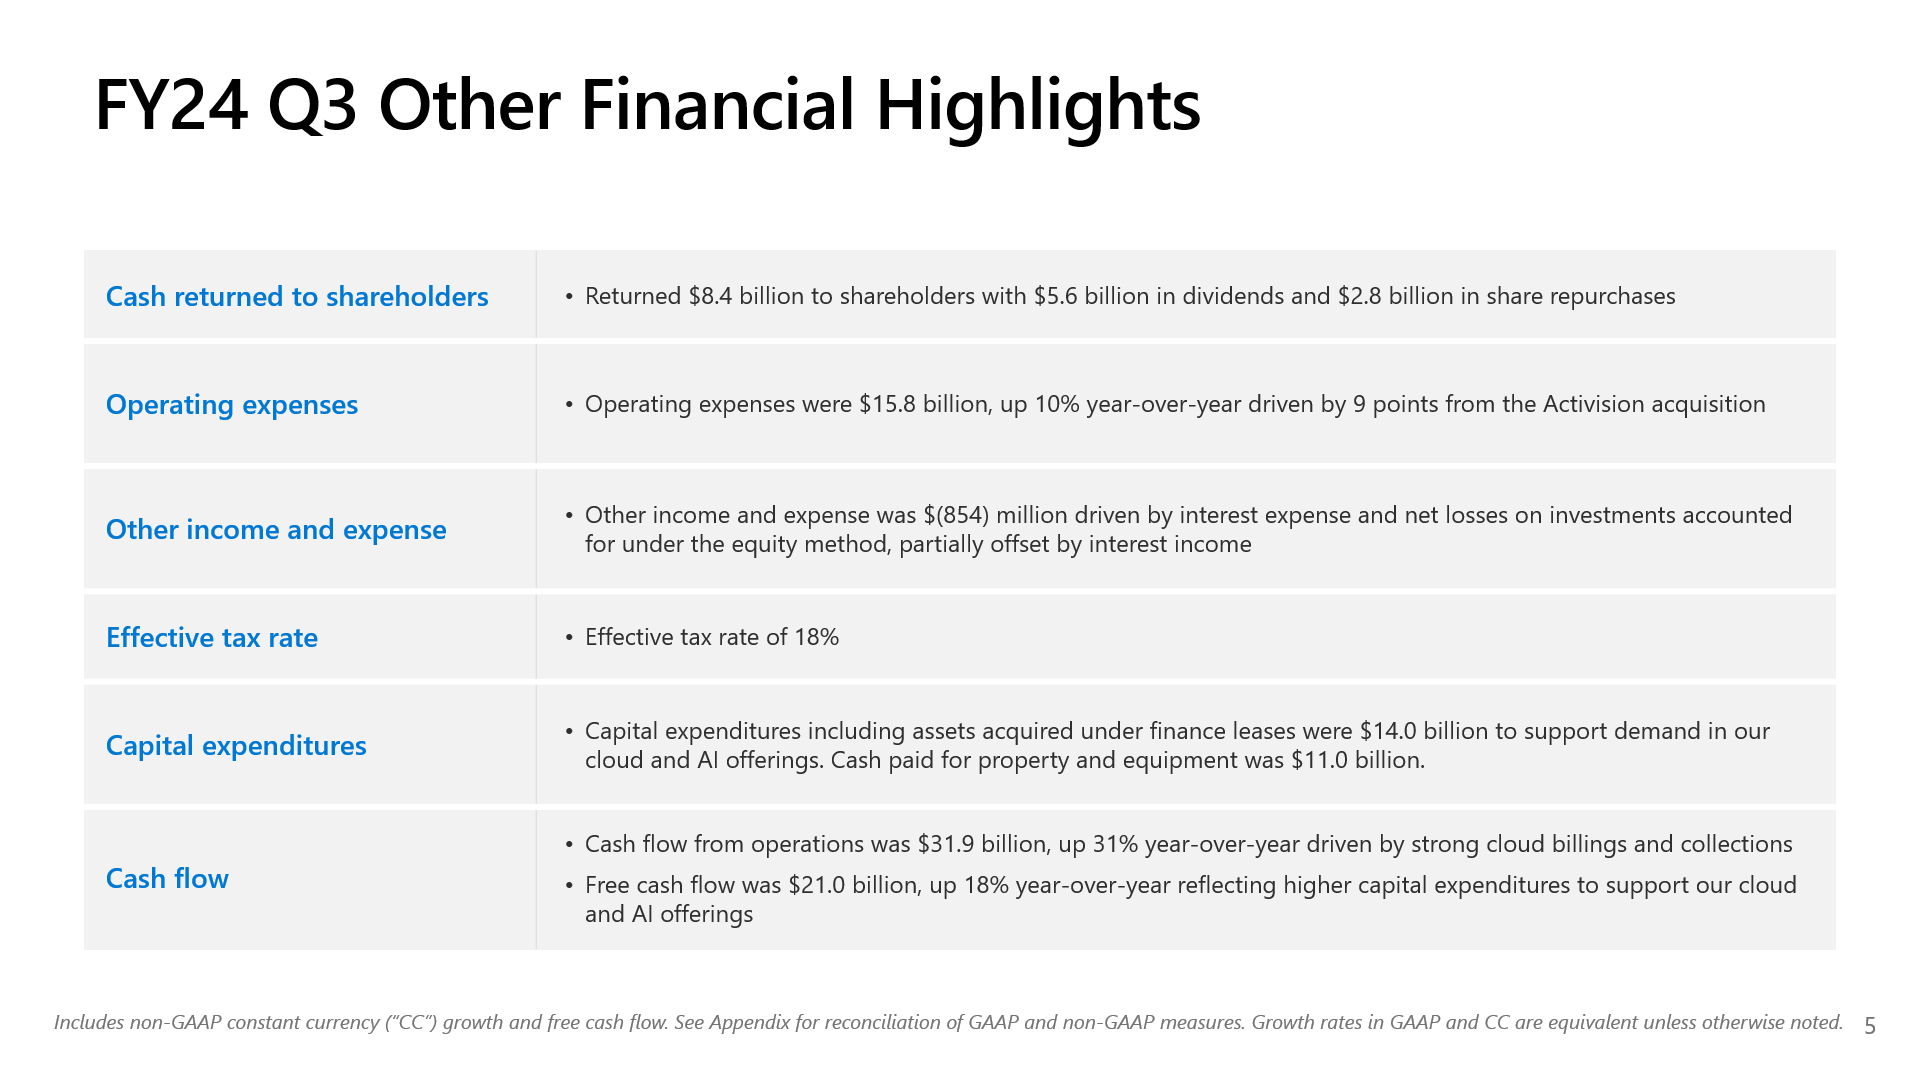 FY24 Q3 Other Financial Highlights
Cash returned to shareholders
• Returned $8.4 billion to shareholders with $5.6 billion in dividends and $2.8 billion in share repurchases
Operating expenses
• Operating expenses were $15.8 billion, up 10% year-over-year driven by 9 points from the Activision acquisition
Other income and expense
• Other income and expense was $(854) million driven by interest expense and net losses on investments accounted
for under the equity method, partially offset by interest income
Effective tax rate
• Effective tax rate of 18%
Capital expenditures
• Capital expenditures including assets acquired under finance leases were $14.0 billion to support demand in our
cloud and AI offerings. Cash paid for property and equipment was $11.0 billion.
Cash flow
• Cash flow from operations was $31.9 billion, up 31% year-over-year driven by strong cloud billings and collections
• Free cash flow was $21.0 billion, up 18% year-over-year reflecting higher capital expenditures to support our cloud
and AI offerings
Includes non-GAAP constant currency (“CC“) growth and free cash flow. See Appendix for reconciliation of GAAP and non-GAAP measures. Growth rates in GAAP and CC are equivalent unless otherwise noted.
5